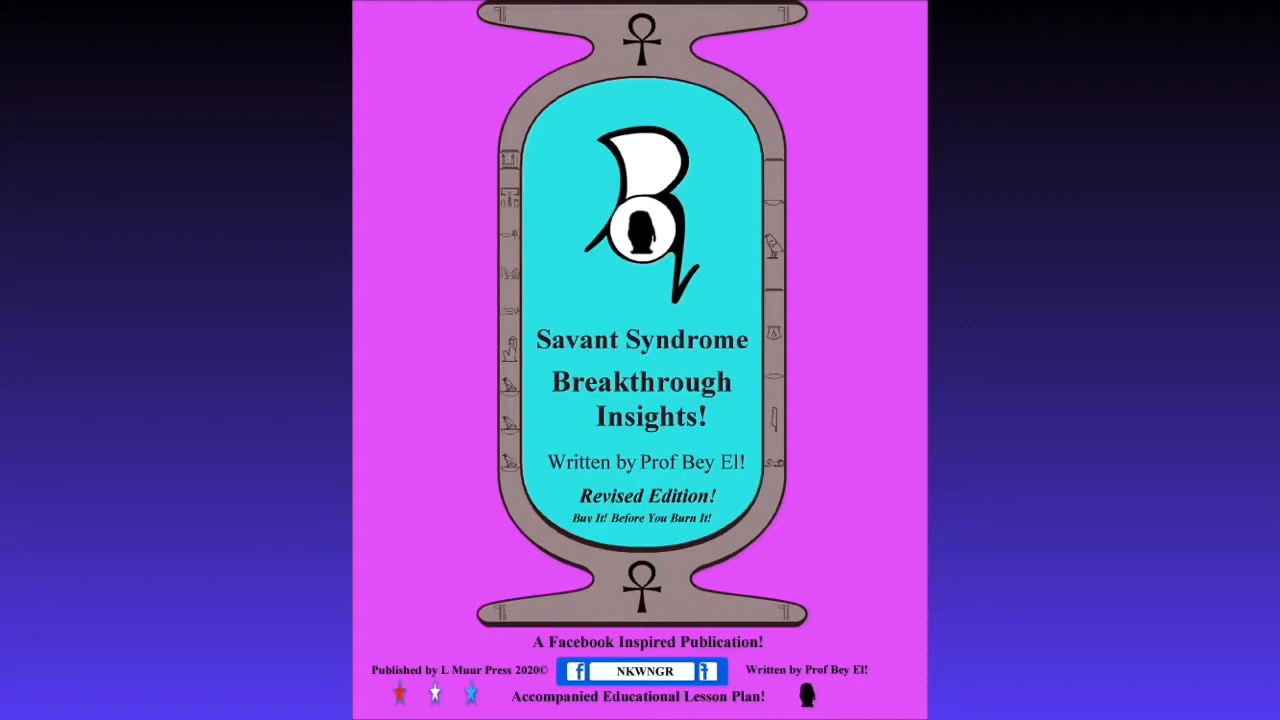 Savant Syndrome
Breakthrough
Insights!
Written by Prof Bey El!
Revised Edition!
Buy It! Before You Burn It!
A Facebook Inspired Publication!
Published by L Muur Press 2020©
f NKWNGR f
Written by Prof Bey El!
Accompanied Educational Lesson Plan!